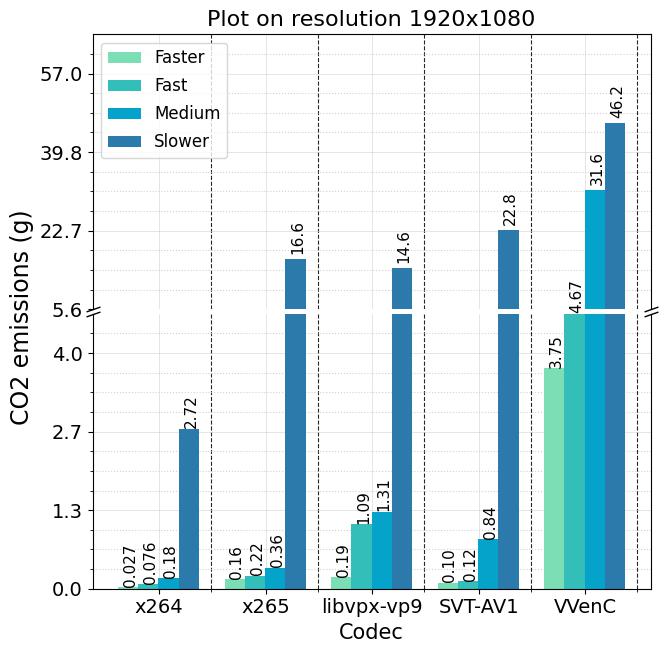 Plot on resolution 1920x1080
Faster
Fast
Medium
Slower
CO2 emissions (g)
57.0
39.8
22.7
5.6
4.0
2.7
1.3
0.0
0.027
0.076
0.18
2.72
0.16
0.22
0.36
16.6
0.19
1.09
1.31
14.6
0.10
0.12
0.84
22.8
3.75
4.67
31.6
46.2
x264
x265
libvpx-vp9
SVT-AV1
VVenC
Codec